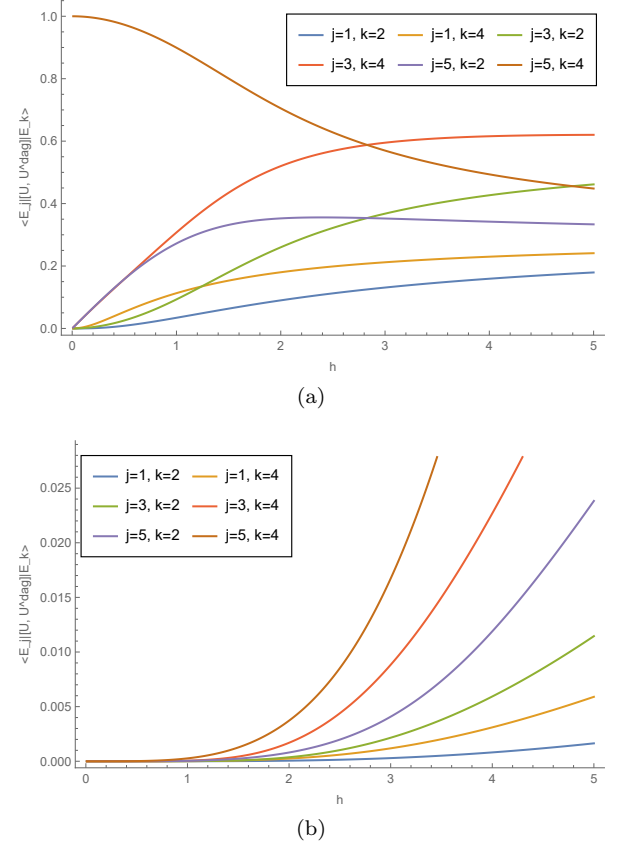 1.0
0.8
0.6
0.4
0.2
0.0
<E_j|[U, U^dag]|E_k>
j=1, k=2 j=1, k=4 j=3, k=2
j=3, k=4 j=5, k=2 j=5, k=4
0 1 2 3 4 5
h
(a)
0.025
0.020
0.015
0.010
0.005
0.000
<E_j|[U, U^dag]|E_k>
j=1, k=2 j=1, k=4
j=3, k=2 j=3, k=4
j=5, k=2 j=5, k=4
0 1 2 3 4 5
h
(b)